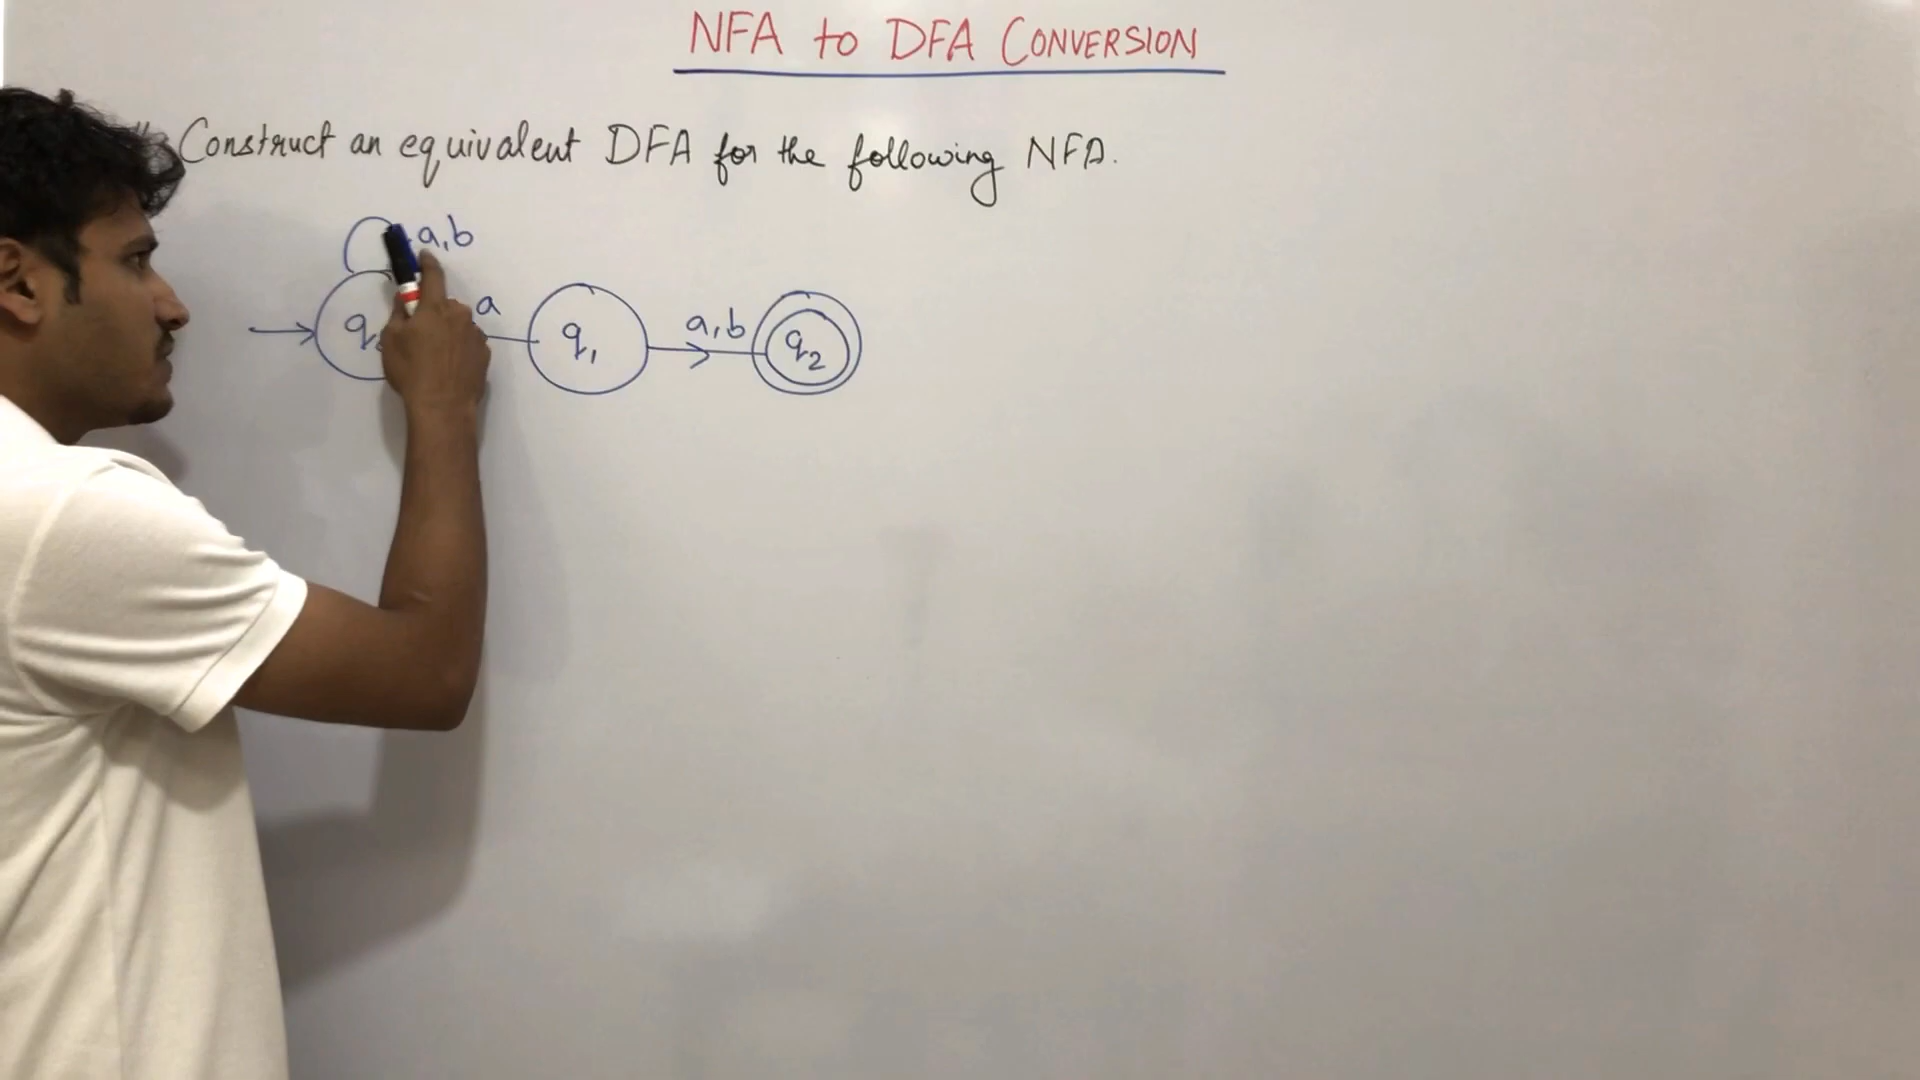 NFA to DFA CONVERSION
Construct an equivalent DFA for the following NFA.
a,b
a
a,b
q1
q2